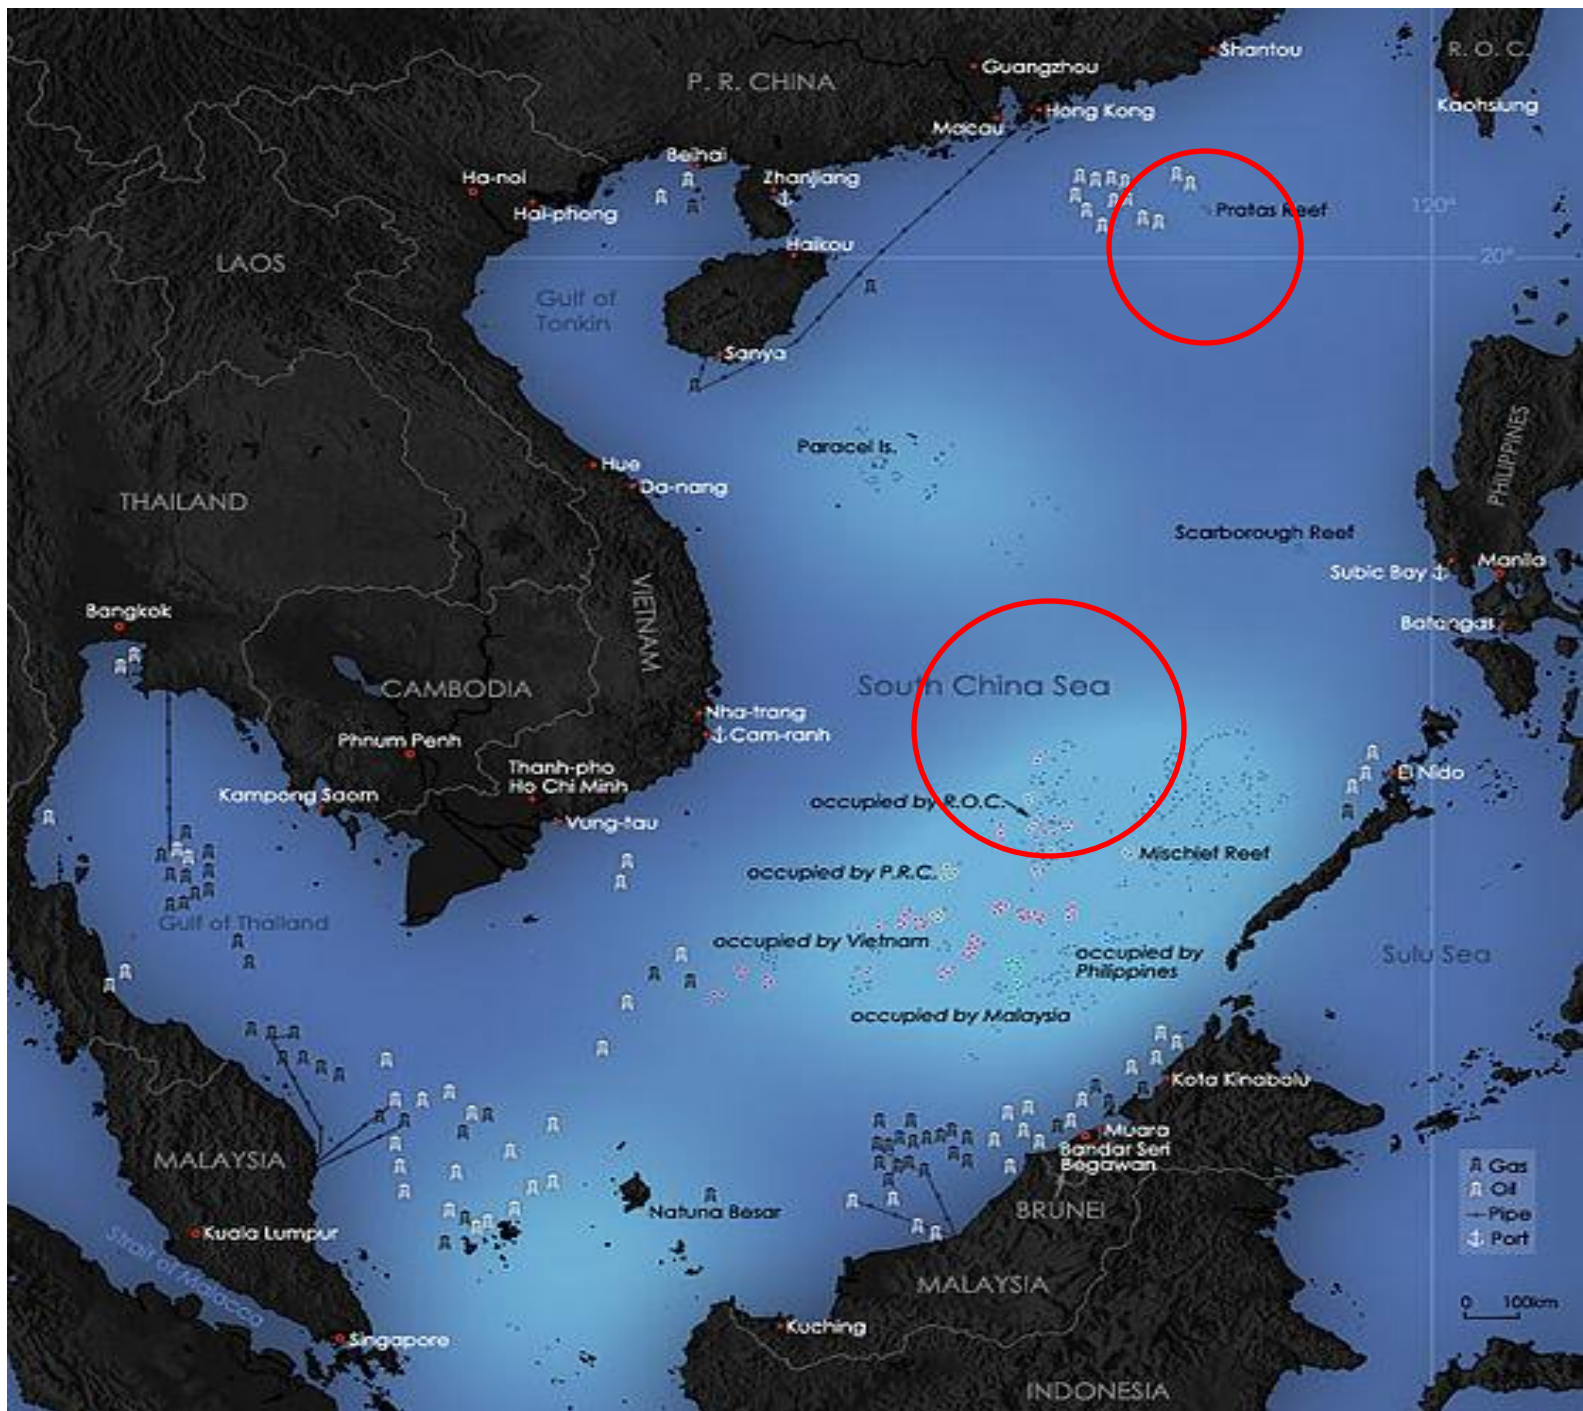 Shantou
R. O. C.
Guangzhou
P. R. CHINA
Hong Kong
Kaohsiung
Macau
Beihai
Ha-noi
Zhanjiang
Hai-phong
Pratas Reef
120°
Haikou
LAOS
20°
Gulf of
Tonkin
Sanya
Paracel Is.
PHILIPPINES
Hue
Da-nang
THAILAND
Scarborough Reef
Manila
Subic Bay
VIETNAM
Bangkok
Batangas
South China Sea
CAMBODIA
Nha-trang
Cam-ranh
Phnum Penh
Thanh-pho
Ho Chi Minh
El Nido
Kampong Saom
occupied by R.O.C.
Vung-tau
Mischief Reef
occupied by P.R.C.
Gulf of Thailand
occupied by Vietnam
occupied by
Philippines
Sulu Sea
occupied by Malaysia
Kota Kinabalu
Muara
Bandar Seri
Begawan
MALAYSIA
Gas
Oil
Pipe
Port
Natuna Besar
BRUNEI
Kuala Lumpur
Strait of Malacca
MALAYSIA
0 100km
Kuching
Singapore
INDONESIA